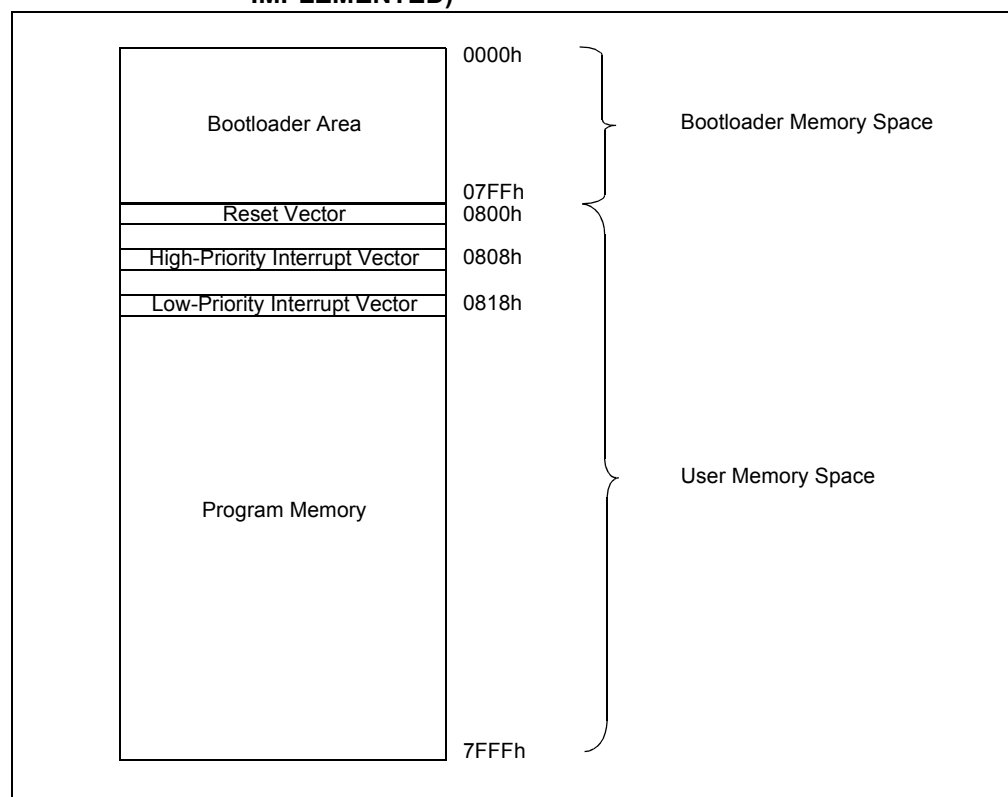 IMPLEMENTED)
0000h
Bootloader Area
Bootloader Memory Space
07FFh
Reset Vector
0800h
High-Priority Interrupt Vector
0808h
Low-Priority Interrupt Vector
0818h
User Memory Space
Program Memory
7FFFh